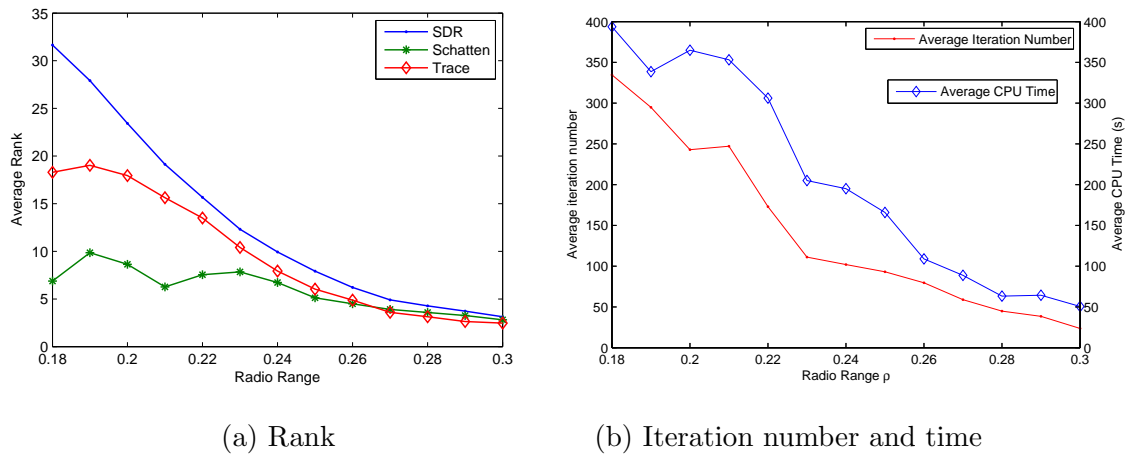 35
30
25
20
15
10
5
0
Average Rank
SDR
Schatten
Trace
0.18 0.2 0.22 0.24 0.26 0.28 0.3
Radio Range
(a) Rank
400
350
300
250
200
150
100
50
0
Average iteration number
Average Iteration Number
Average CPU Time
400
350
300
250
200
150
100
50
0
Average CPU Time (s)
0.18 0.2 0.22 0.24 0.26 0.28 0.3
Radio Range ρ
(b) Iteration number and time